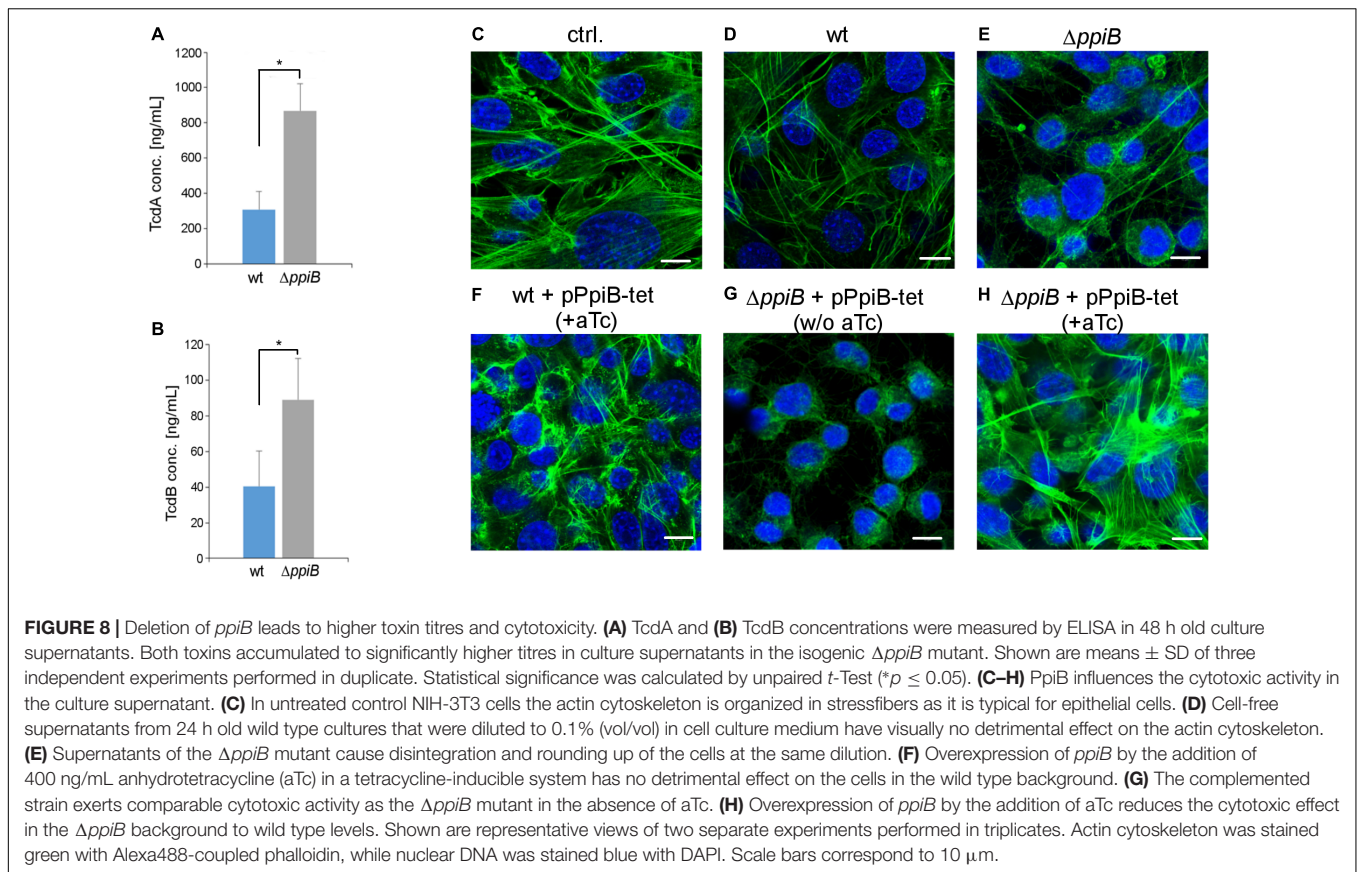 A
1200
1000
800
600
400
200
0
TcdA conc. [ng/mL]
*
wt ΔppiB
B
120
100
80
60
40
20
0
TcdB conc. [ng/mL]
*
wt ΔppiB
C ctrl.
D wt
E ΔppiB
F wt + pPpiB-tet
(+aTc)
G ΔppiB + pPpiB-tet
(w/o aTc)
H ΔppiB + pPpiB-tet
(+aTc)
FIGURE 8 | Deletion of ppiB leads to higher toxin titres and cytotoxicity. (A) TcdA and (B) TcdB concentrations were measured by ELISA in 48 h old culture
supernatants. Both toxins accumulated to significantly higher titres in culture supernatants in the isogenic ΔppiB mutant. Shown are means ± SD of three
independent experiments performed in duplicate. Statistical significance was calculated by unpaired t-Test (*p ≤ 0.05). (C–H) PpiB influences the cytotoxic activity in
the culture supernatant. (C) In untreated control NIH-3T3 cells the actin cytoskeleton is organized in stressfibers as it is typical for epithelial cells. (D) Cell-free
supernatants from 24 h old wild type cultures that were diluted to 0.1% (vol/vol) in cell culture medium have visually no detrimental effect on the actin cytoskeleton.
(E) Supernatants of the ΔppiB mutant cause disintegration and rounding up of the cells at the same dilution. (F) Overexpression of ppiB by the addition of
400 ng/mL anhydrotetracycline (aTc) in a tetracycline-inducible system has no detrimental effect on the cells in the wild type background. (G) The complemented
strain exerts comparable cytotoxic activity as the ΔppiB mutant in the absence of aTc. (H) Overexpression of ppiB by the addition of aTc reduces the cytotoxic effect
in the ΔppiB background to wild type levels. Shown are representative views of two separate experiments performed in triplicates. Actin cytoskeleton was stained
green with Alexa488-coupled phalloidin, while nuclear DNA was stained blue with DAPI. Scale bars correspond to 10 μm.